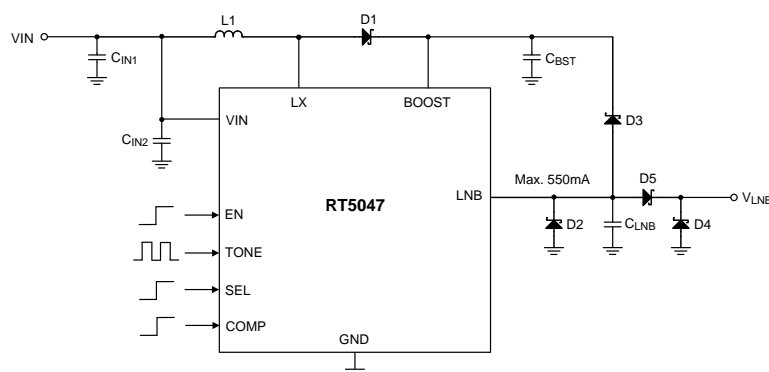 L1
D1
VIN
CIN1
CBST
LX
BOOST
VIN
CIN2
D3
Max. 550mA
D5
LNB
VLNB
RT5047
EN
D2
CLNB
D4
TONE
SEL
COMP
GND